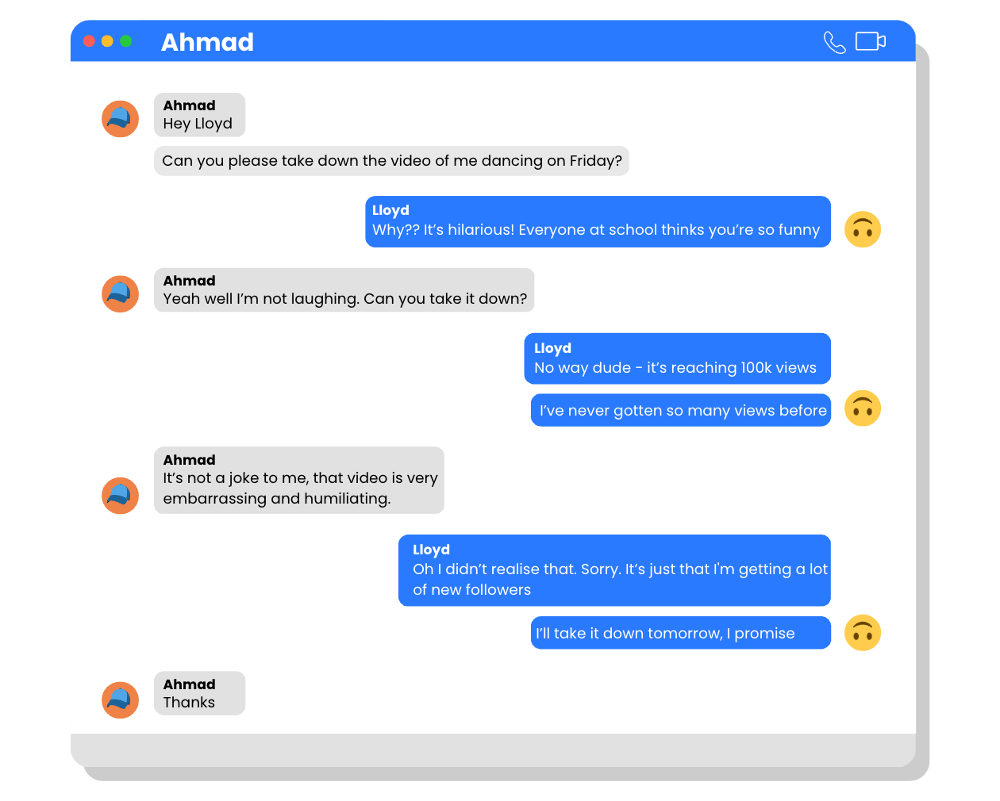 Ahmad
Ahmad
Hey Lloyd
Can you please take down the video of me dancing on Friday?
Lloyd
Why?? It’s hilarious! Everyone at school thinks you’re so funny
Ahmad
Yeah well I’m not laughing. Can you take it down?
Lloyd
No way dude - it’s reaching 100k views
I’ve never gotten so many views before
Ahmad
It’s not a joke to me, that video is very
embarrassing and humiliating.
Lloyd
Oh I didn’t realise that. Sorry. It’s just that I'm getting a lot
of new followers
I’ll take it down tomorrow, I promise
Ahmad
Thanks